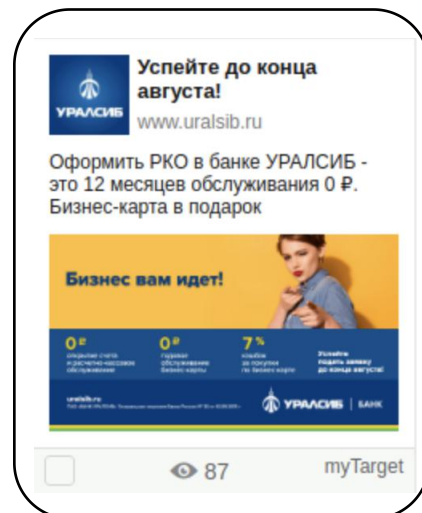 УРАЛСИБ
Успейте до конца
августа!
www.uralsib.ru
Оформить РКО в банке УРАЛСИБ -
это 12 месяцев обслуживания 0 ₽.
Бизнес-карта в подарок
Бизнес вам идет!
0 ₽
открытие счета
и расчетно-кассовое
обслуживание
0 ₽
годовое
обслуживание
бизнес-карты
7 %
кэшбэк
за покупки
по бизнес-карте
Успейте
подать заявку
до конца августа!
uralsib.ru
УРАЛСИБ | БАНК
87
myTarget